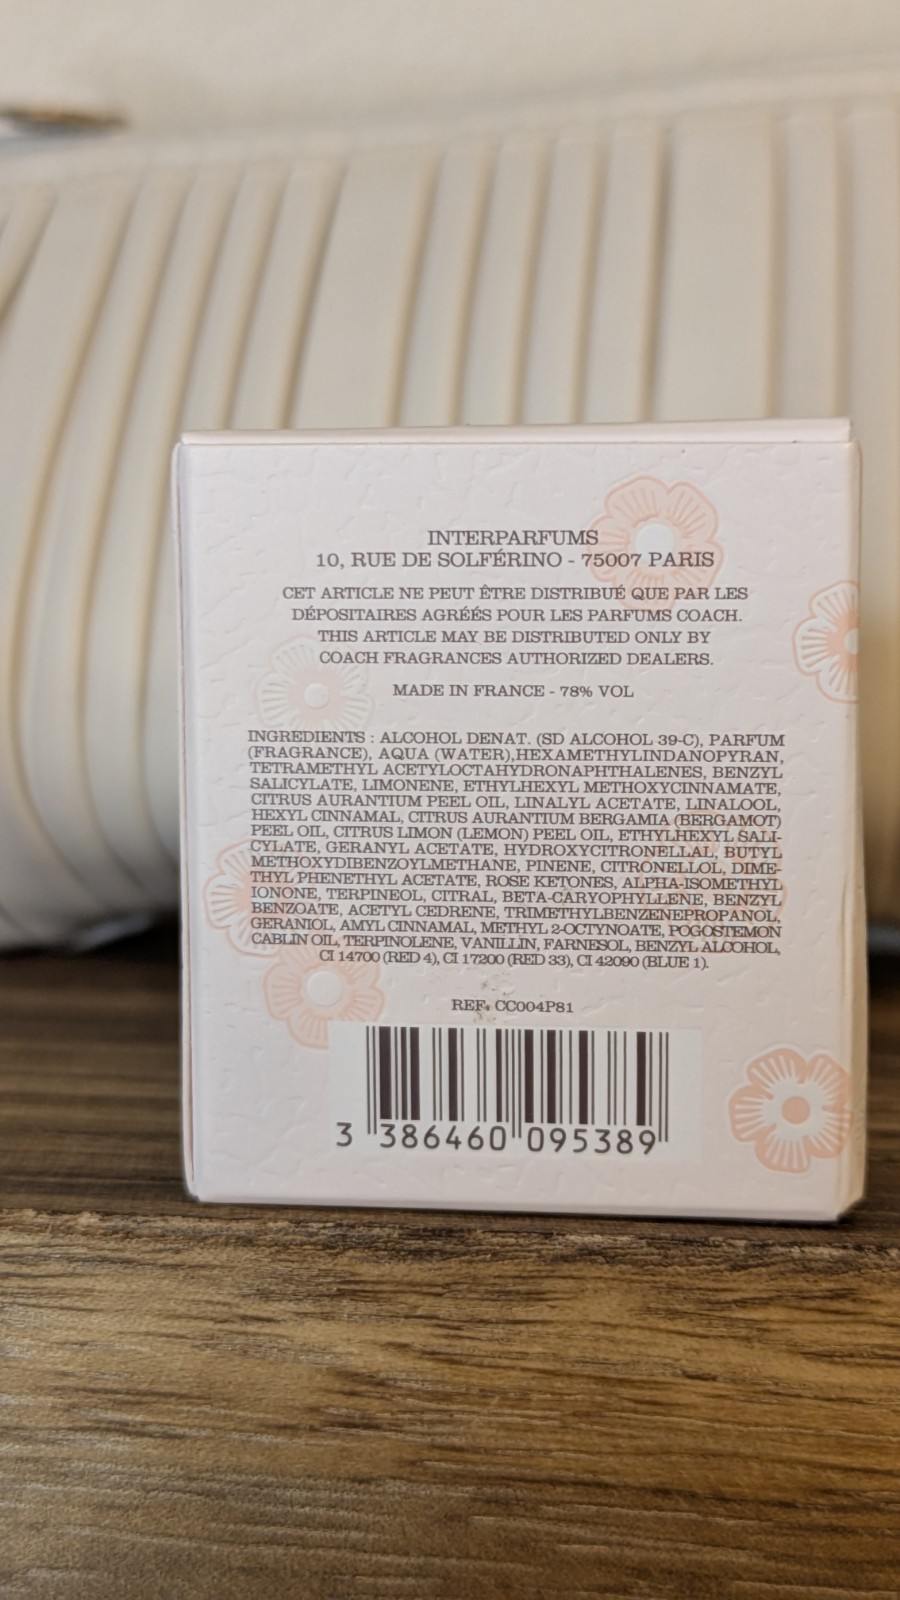 INTERPARFUMS
10, RUE DE SOLFÉRINO - 75007 PARIS
CET ARTICLE NE PEUT ÊTRE DISTRIBUÉ QUE PAR LES
DÉPOSITAIRES AGRÉÉS POUR LES PARFUMS COACH.
THIS ARTICLE MAY BE DISTRIBUTED ONLY BY
COACH FRAGRANCES AUTHORIZED DEALERS.
MADE IN FRANCE - 78% VOL
INGREDIENTS : ALCOHOL DENAT. (SD ALCOHOL 39-C), PARFUM
(FRAGRANCE), AQUA (WATER),HEXAMETHYLINDANOPYRAN,
TETRAMETHYL ACETYLOCTAHYDRONAPHTHALENES, BENZYL
SALICYLATE, LIMONENE, ETHYLHEXYL METHOXYCINNAMATE,
CITRUS AURANTIUM PEEL OIL, LINALYL ACETATE, LINALOOL,
HEXYL CINNAMAL, CITRUS AURANTIUM BERGAMIA (BERGAMOT)
PEEL OIL, CITRUS LIMON (LEMON) PEEL OIL, ETHYLHEXYL SALI-
CYLATE, GERANYL ACETATE, HYDROXYCITRONELLAL, BUTYL
METHOXYDIBENZOYLMETHANE, PINENE, CITRONELLOL, DIME-
THYL PHENETHYL ACETATE, ROSE KETONES, ALPHA-ISOMETHYL
IONONE, TERPINEOL, CITRAL, BETA-CARYOPHYLLENE, BENZYL
BENZOATE, ACETYL CEDRENE, TRIMETHYLBENZENEPROPANOL,
GERANIOL, AMYL CINNAMAL, METHYL 2-OCTYNOATE, POGOSTEMON
CABLIN OIL, TERPINOLENE, VANILLIN, FARNESOL, BENZYL ALCOHOL,
CI 14700 (RED 4), CI 17200 (RED 33), CI 42090 (BLUE 1).
REF. CC004P81
3 386460 095389